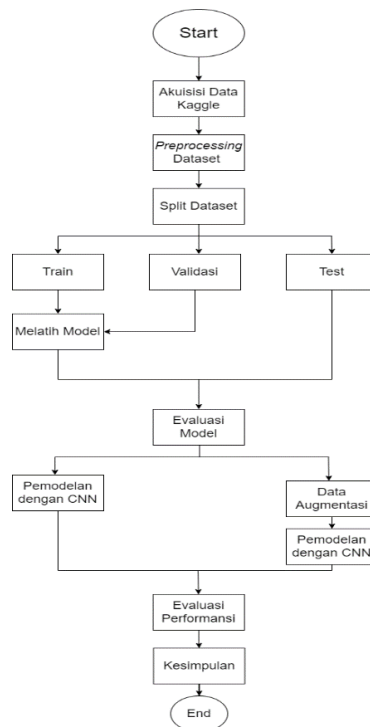 Start
Akuisisi Data
Kaggle
Preprocessing
Dataset
Split Dataset
Train
Validasi
Test
Melatih Model
Evaluasi
Model
Pemodelan
dengan CNN
Data
Augmentasi
Pemodelan
dengan CNN
Evaluasi
Performansi
Kesimpulan
End